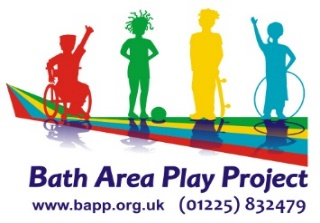 Bath Area Play Project
www.bapp.org.uk (01225) 832479